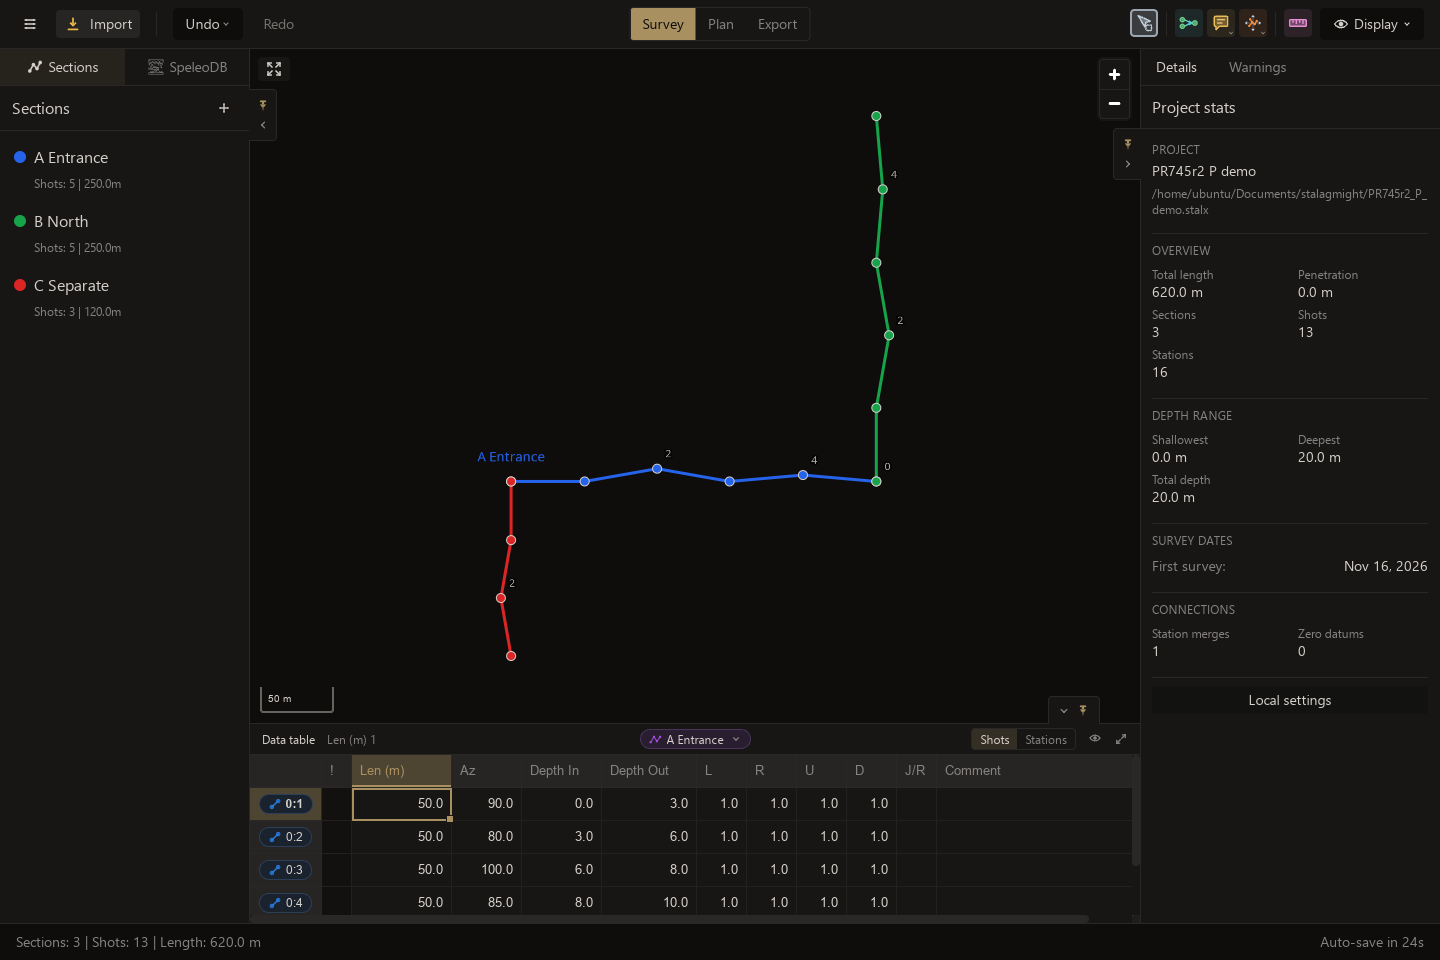 Import
Undo
Redo
Survey
Plan
Export
Display
Sections
SpeleoDB
Sections
A Entrance
Shots: 5 | 250.0m
B North
Shots: 5 | 250.0m
C Separate
Shots: 3 | 120.0m
4
2
A Entrance
2
4
0
2
50 m
Details
Warnings
Project stats
PROJECT
PR745r2 P demo
/home/ubuntu/Documents/stalagmight/PR745r2_P_
demo.stalx
OVERVIEW
Total length Penetration
620.0 m 0.0 m
Sections Shots
3 13
Stations
16
DEPTH RANGE
Shallowest Deepest
0.0 m 20.0 m
Total depth
20.0 m
SURVEY DATES
First survey: Nov 16, 2026
CONNECTIONS
Station merges Zero datums
1 0
Local settings
Data table Len (m) 1 A Entrance Shots Stations
! Len (m) Az Depth In Depth Out L R U D J/R Comment
0:1 50.0 90.0 0.0 3.0 1.0 1.0 1.0 1.0
0:2 50.0 80.0 3.0 6.0 1.0 1.0 1.0 1.0
0:3 50.0 100.0 6.0 8.0 1.0 1.0 1.0 1.0
0:4 50.0 85.0 8.0 10.0 1.0 1.0 1.0 1.0
Sections: 3 | Shots: 13 | Length: 620.0 m
Auto-save in 24s